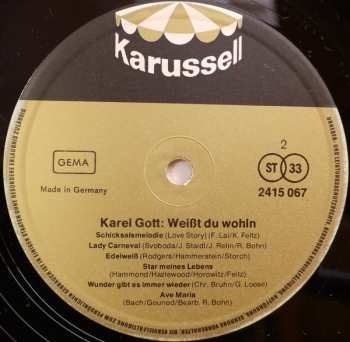 Karussell
GEMA
Made in Germany
2
ST 33
2415 067
Karel Gott: Weißt du wohin
Schicksalsmelodie (Love Story) (F. Lai/K. Feltz)
Lady Carneval (Svoboda/J. Staidl/J. Relin/R. Bohn)
Edelweiß (Rodgers/Hammerstein/Storch)
Star meines Lebens
(Hammond/Hazlewood/Horowitz/Feltz)
Wunder gibt es immer wieder (Chr. Bruhn/G. Loose)
Ave Maria
(Bach/Gounod/Bearb. R. Bohn)